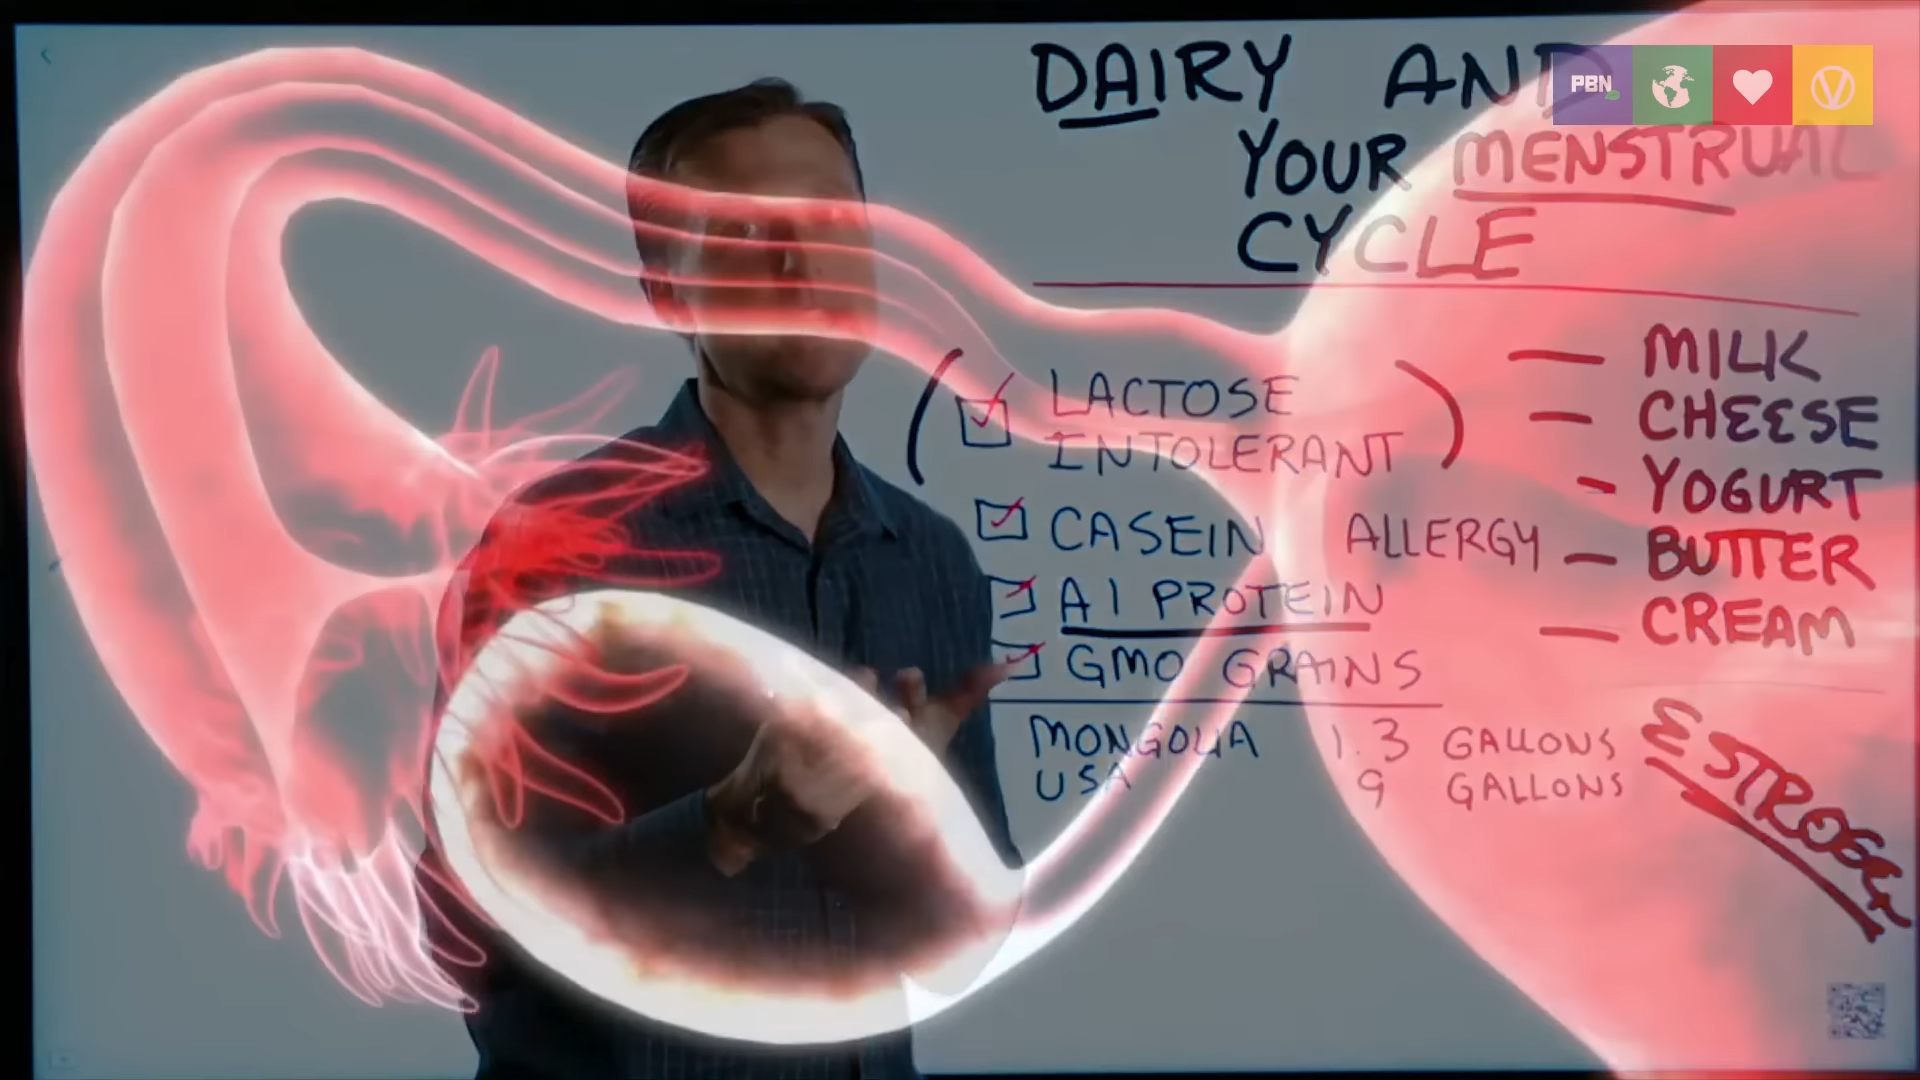 DAIRY AND
YOUR MENSTRUAL
CYCLE
PBN
LACTOSE
INTOLERANT
CASEIN ALLERGY
A1 PROTEIN
GMO GRAINS
MONGOLIA 1.3 GALLONS
USA 9 GALLONS
— MILK
— CHEESE
- YOGURT
— BUTTER
— CREAM
ESTROGEN